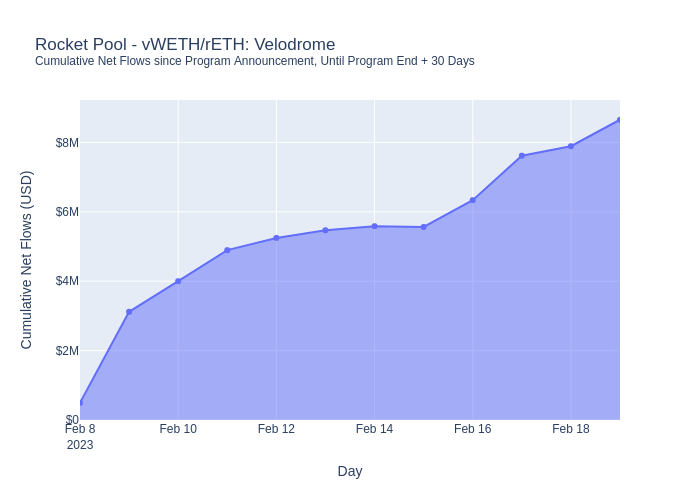 Rocket Pool - vWETH/rETH: Velodrome
Cumulative Net Flows since Program Announcement, Until Program End + 30 Days
Cumulative Net Flows (USD)
$8M
$6M
$4M
$2M
$0
Feb 8
2023
Feb 10
Feb 12
Feb 14
Feb 16
Feb 18
Day